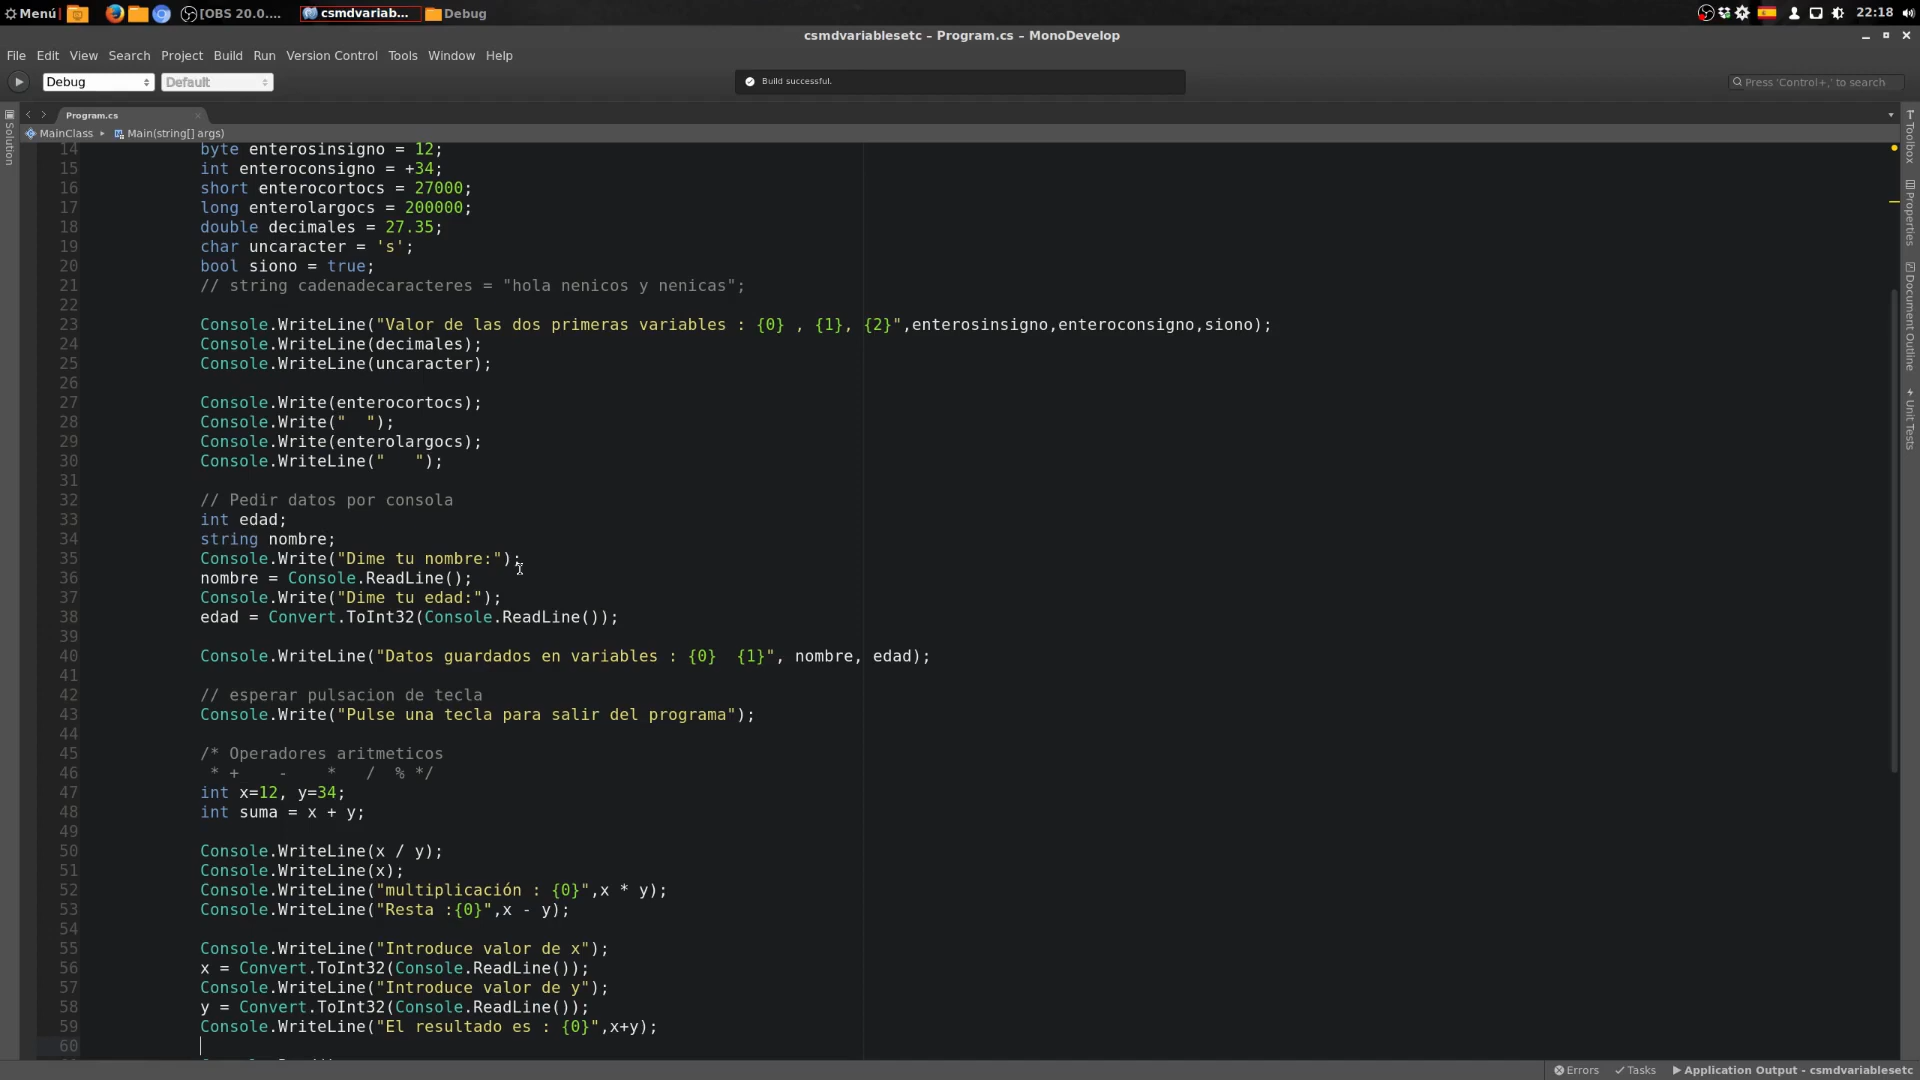 Menú
[OBS 20.0....
csmdvariab...
Debug
22:18
csmdvariablesetc – Program.cs – MonoDevelop
File Edit View Search Project Build Run Version Control Tools Window Help
Debug
Default
Build successful.
Press 'Control+,' to search
Solution
Program.cs
MainClass ▸ Main(string[] args)
14 byte enterosinsigno = 12;
15 int enteroconsigno = +34;
16 short enterocortocs = 27000;
17 long enterolargocs = 200000;
18 double decimales = 27.35;
19 char uncaracter = 's';
20 bool siono = true;
21 // string cadenadecaracteres = "hola nenicos y nenicas";
22
23 Console.WriteLine("Valor de las dos primeras variables : {0} , {1}, {2}",enterosinsigno,enteroconsigno,siono);
24 Console.WriteLine(decimales);
25 Console.WriteLine(uncaracter);
26
27 Console.Write(enterocortocs);
28 Console.Write("  ");
29 Console.Write(enterolargocs);
30 Console.WriteLine("   ");
31
32 // Pedir datos por consola
33 int edad;
34 string nombre;
35 Console.Write("Dime tu nombre:");
36 nombre = Console.ReadLine();
37 Console.Write("Dime tu edad:");
38 edad = Convert.ToInt32(Console.ReadLine());
39
40 Console.WriteLine("Datos guardados en variables : {0}  {1}", nombre, edad);
41
42 // esperar pulsacion de tecla
43 Console.Write("Pulse una tecla para salir del programa");
44
45 /* Operadores aritmeticos
46 * +    -    *   /  % */
47 int x=12, y=34;
48 int suma = x + y;
49
50 Console.WriteLine(x / y);
51 Console.WriteLine(x);
52 Console.WriteLine("multiplicación : {0}",x * y);
53 Console.WriteLine("Resta :{0}",x - y);
54
55 Console.WriteLine("Introduce valor de x");
56 x = Convert.ToInt32(Console.ReadLine());
57 Console.WriteLine("Introduce valor de y");
58 y = Convert.ToInt32(Console.ReadLine());
59 Console.WriteLine("El resultado es : {0}",x+y);
60
Toolbox
Properties
Document Outline
Unit Tests
Errors
Tasks
Application Output - csmdvariablesetc